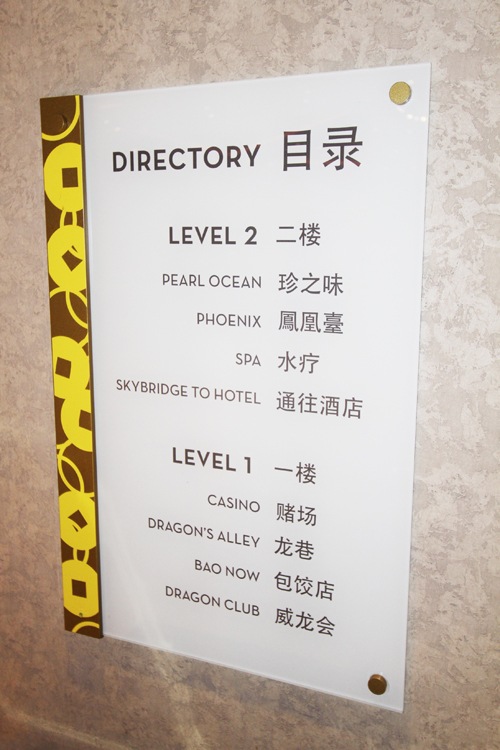 DIRECTORY 目录
LEVEL 2 二楼
PEARL OCEAN 珍之味
PHOENIX 鳳凰臺
SPA 水疗
SKYBRIDGE TO HOTEL 通往酒店
LEVEL 1 一楼
CASINO 赌场
DRAGON'S ALLEY 龙巷
BAO NOW 包饺店
DRAGON CLUB 威龙会